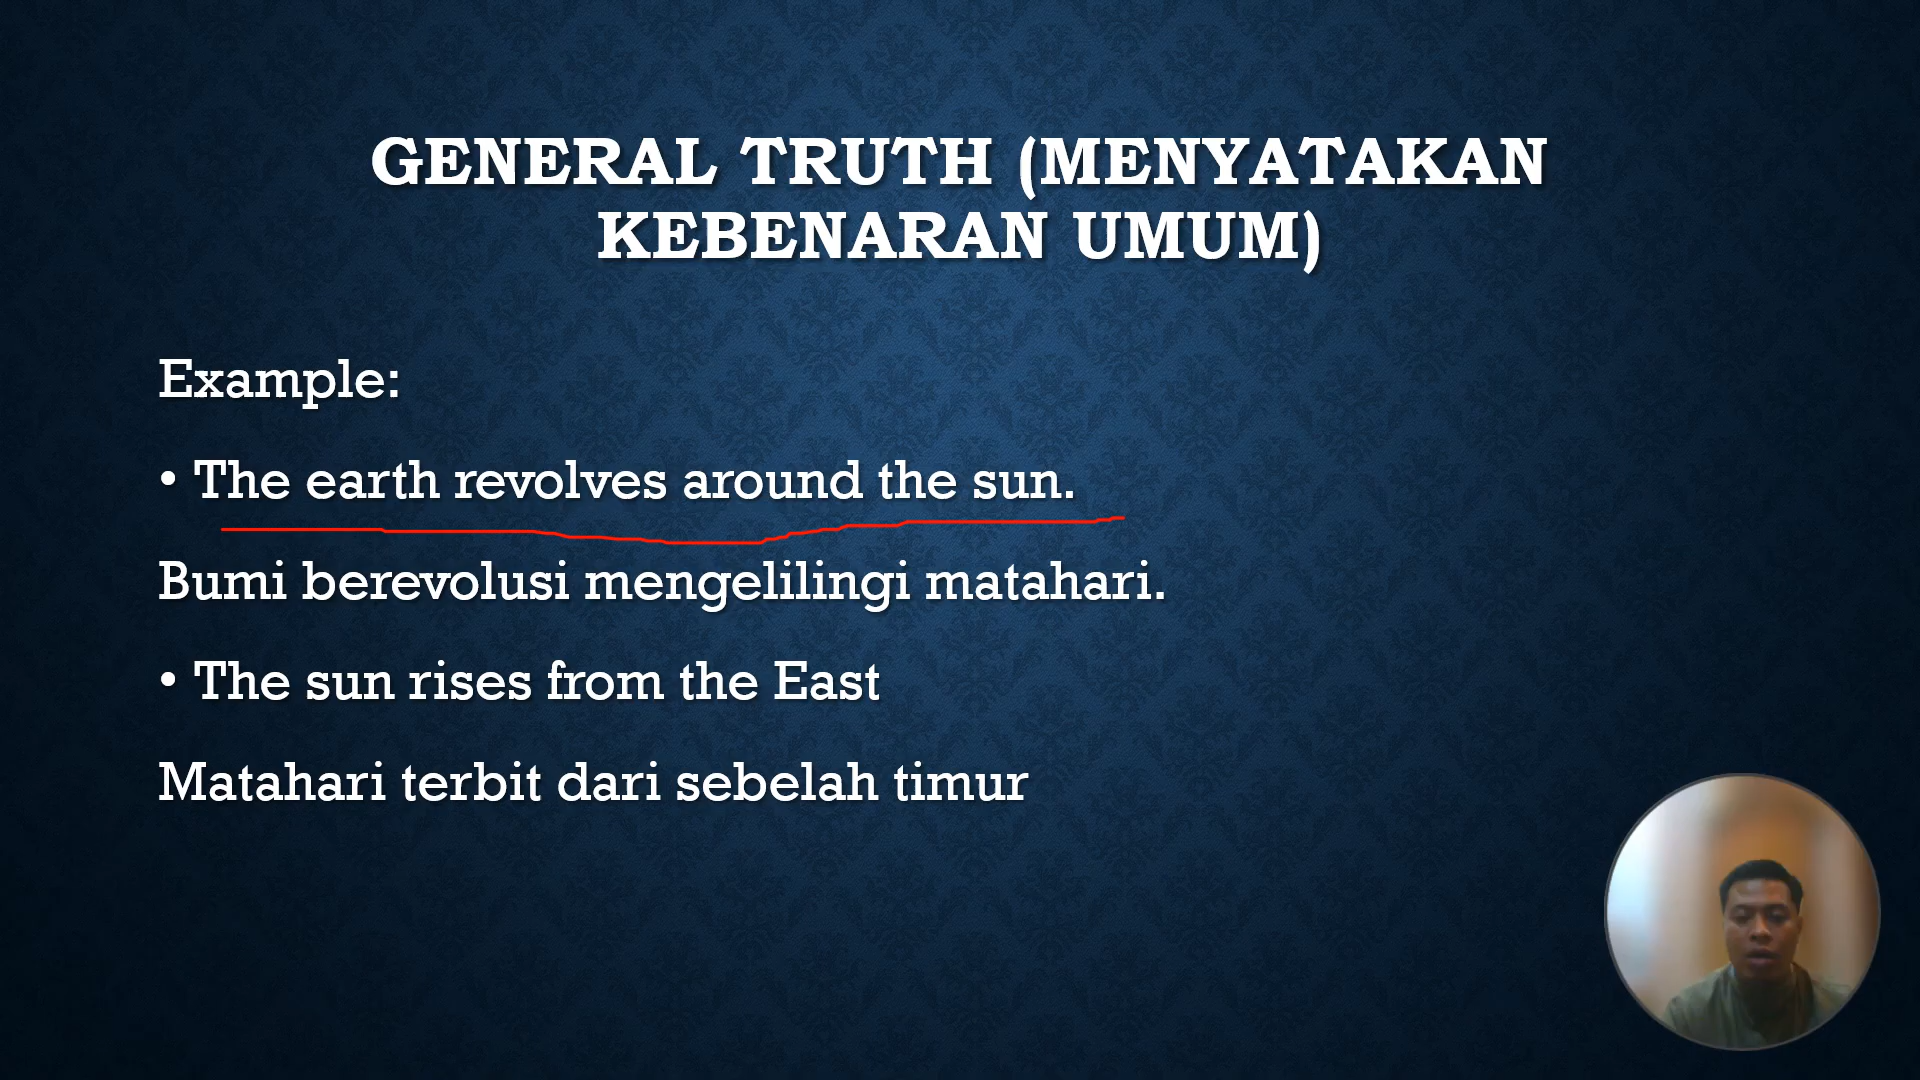 GENERAL TRUTH (MENYATAKAN
KEBENARAN UMUM)
Example:
• The earth revolves around the sun.
Bumi berevolusi mengelilingi matahari.
• The sun rises from the East
Matahari terbit dari sebelah timur